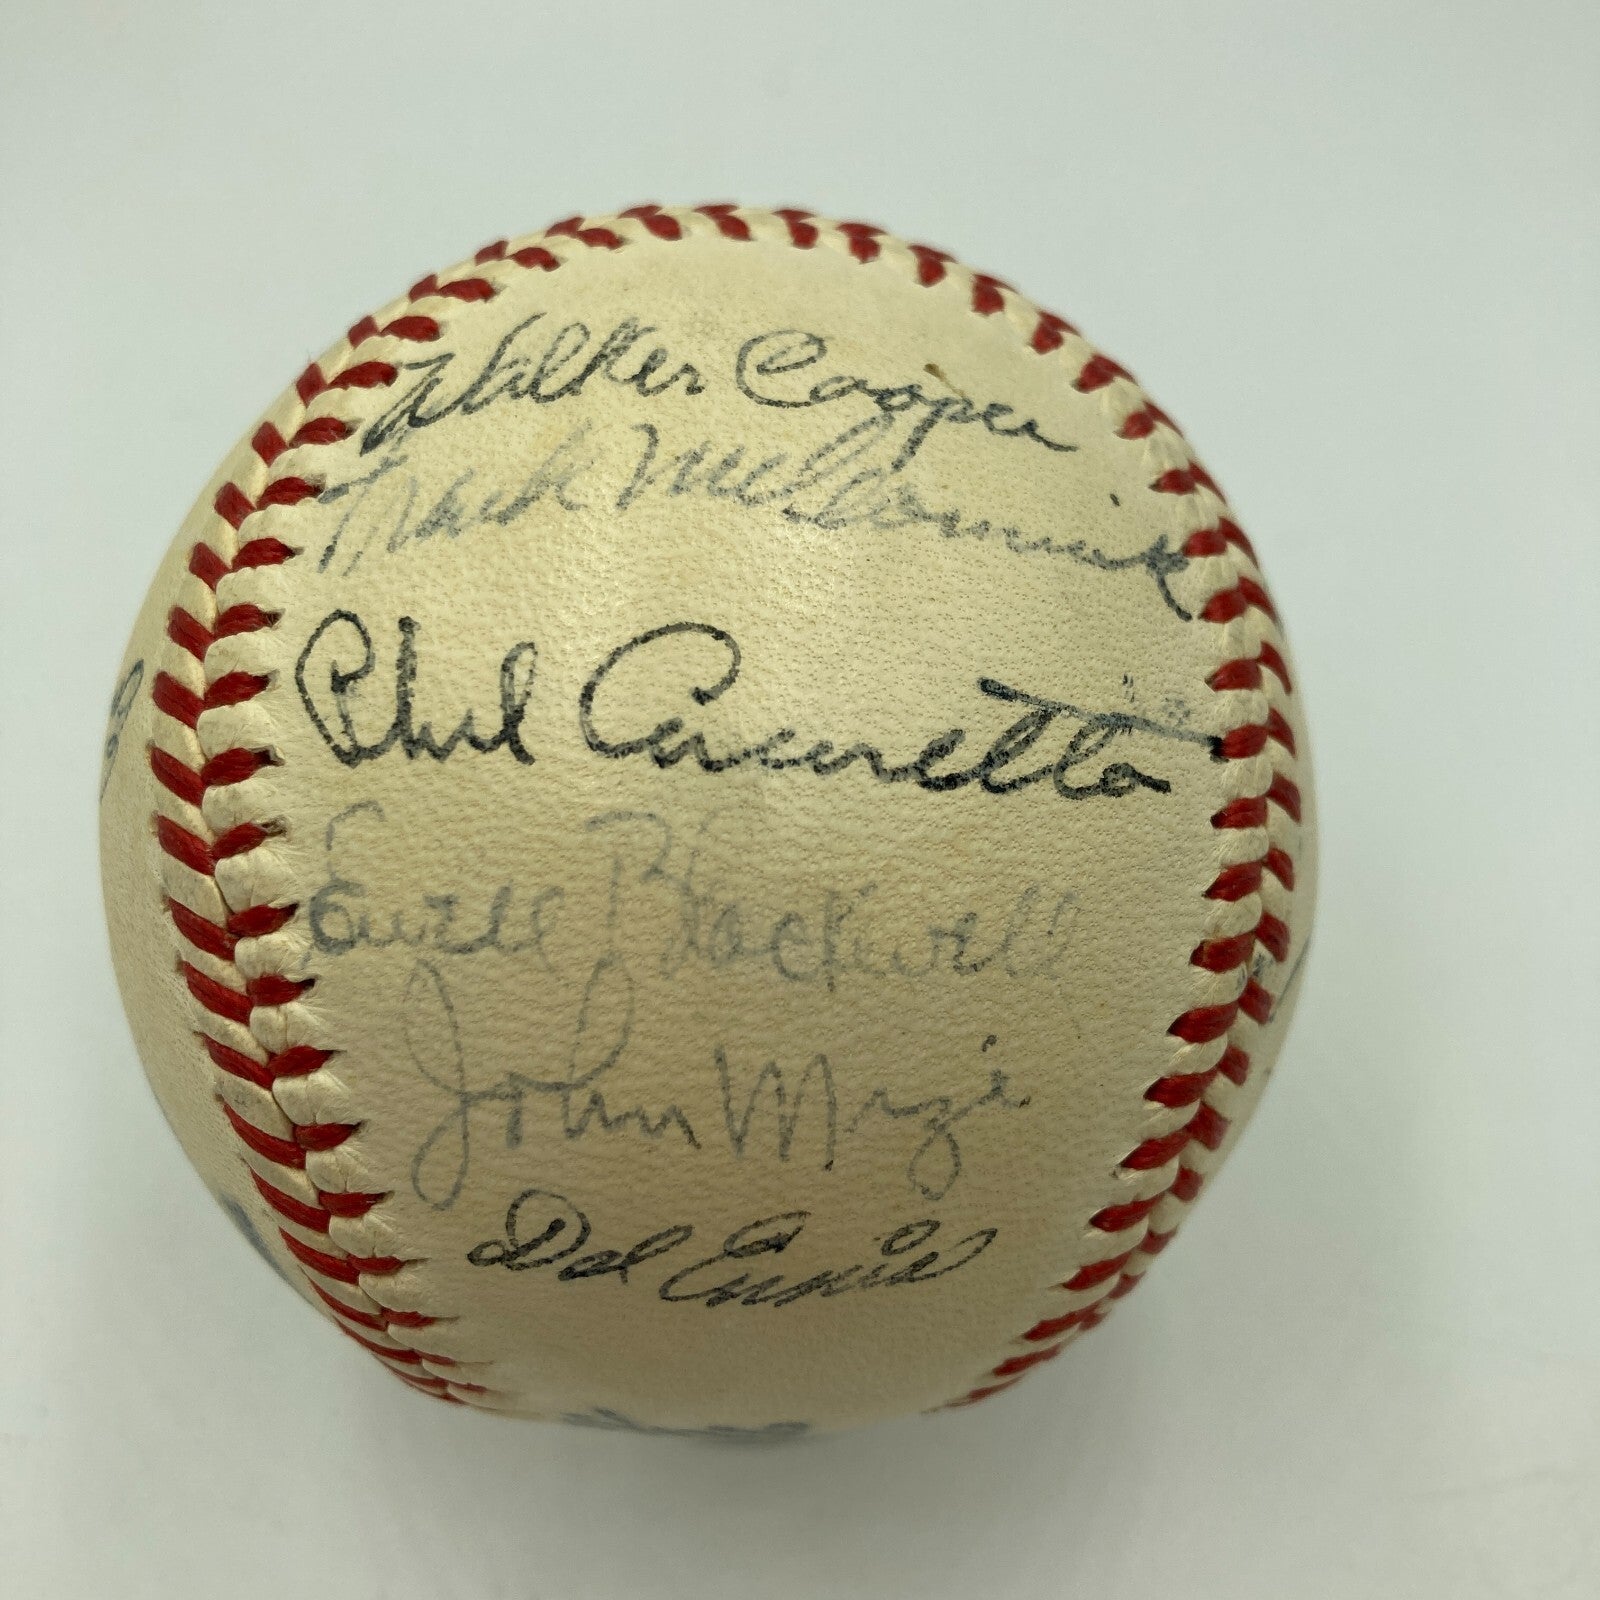 Walker Cooper
Frank McCormick
Phil Cavarretta
Ewell Blackwell
John Mize
Del Ennis